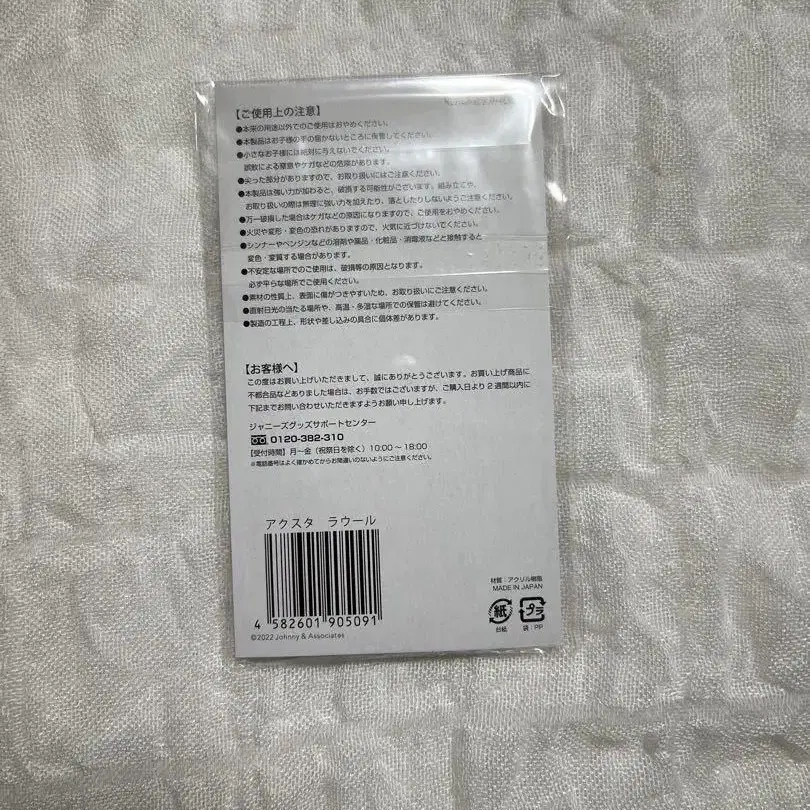 【ご使用上の注意】
●本来の用途以外でのご使用はおやめください。
●本製品はお子様の手の届かないところに保管してください。
●小さなお子様には絶対に与えないでください。
誤飲による窒息やケガなどの危険があります。
●尖った部分がありますので、お取り扱いにはご注意ください。
●本製品は強い力が加わると、破損する可能性がございます。組み立てや、
お取り扱いの際は無理に強い力を加えたり、落としたりしないようご注意ください。
●万一破損した場合はケガなどの原因になりますので、ご使用をおやめください。
●火災や変形・変色の恐れがありますので、火気に近づけないでください。
●シンナーやベンジンなどの溶剤や薬品・化粧品・消毒液などと接触すると
変色・変質する場合があります。
●不安定な場所でのご使用は、破損等の原因となります。
必ず平らな場所でご使用ください。
●素材の性質上、表面に傷がつきやすいため、お取り扱いにご注意ください。
●直射日光の当たる場所や、高温・多湿な場所での保管は避けてください。
●製造の工程上、形状や差し込みの具合に個体差があります。
【お客様へ】
この度はお買い上げいただきまして、誠にありがとうございます。お買い上げ商品に
不都合品などありました場合は、お手数ではございますが、ご購入日より2週間以内に
下記までお問い合わせいただきますようお願い申し上げます。
ジャニーズグッズサポートセンター
0120-382-310
【受付時間】月～金（祝祭日を除く）10:00～18:00
※電話番号はよく確かめてからお間違いのないようにご注意ください。
アクスタ ラウール
4 582601 905091
©2022 Johnny & Associates
材質：アクリル樹脂
MADE IN JAPAN
紙 プラ
台紙 袋：PP